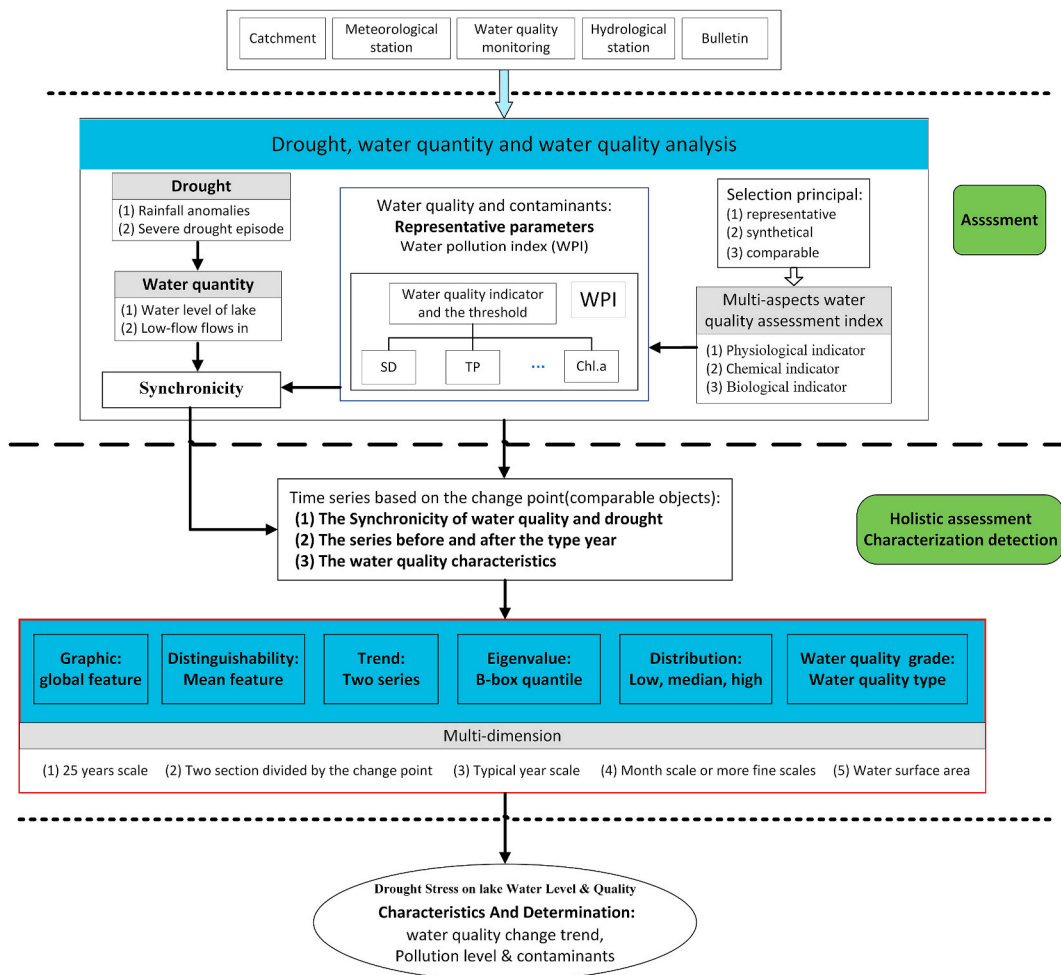 Catchment
Meteorological
station
Water quality
monitoring
Hydrological
station
Bulletin
Drought, water quantity and water quality analysis
Drought
(1) Rainfall anomalies
(2) Severe drought episode
Water quantity
(1) Water level of lake
(2) Low-flow flows in
Synchronicity
Water quality and contaminants:
Representative parameters
Water pollution index (WPI)
Water quality indicator
and the threshold
WPI
SD
TP
...
Chl.a
Selection principal:
(1) representative
(2) synthetical
(3) comparable
Multi-aspects water
quality assessment index
(1) Physiological indicator
(2) Chemical indicator
(3) Biological indicator
Asssment
Time series based on the change point(comparable objects):
(1) The Synchronicity of water quality and drought
(2) The series before and after the type year
(3) The water quality characteristics
Holistic assessment
Characterization detection
Graphic:
global feature
Distinguishability:
Mean feature
Trend:
Two series
Eigenvalue:
B-box quantile
Distribution:
Low, median, high
Water quality grade:
Water quality type
Multi-dimension
(1) 25 years scale (2) Two section divided by the change point (3) Typical year scale (4) Month scale or more fine scales (5) Water surface area
Drought Stress on lake Water Level & Quality
Characteristics And Determination:
water quality change trend,
Pollution level & contaminants